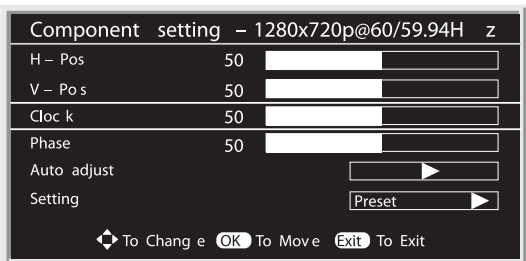 Component setting – 1280x720p@60/59.94H z
H – Pos 50
V – Po s 50
Cloc k 50
Phase 50
Auto adjust
Setting Preset
To Chang e OK To Mov e Exit To Exit